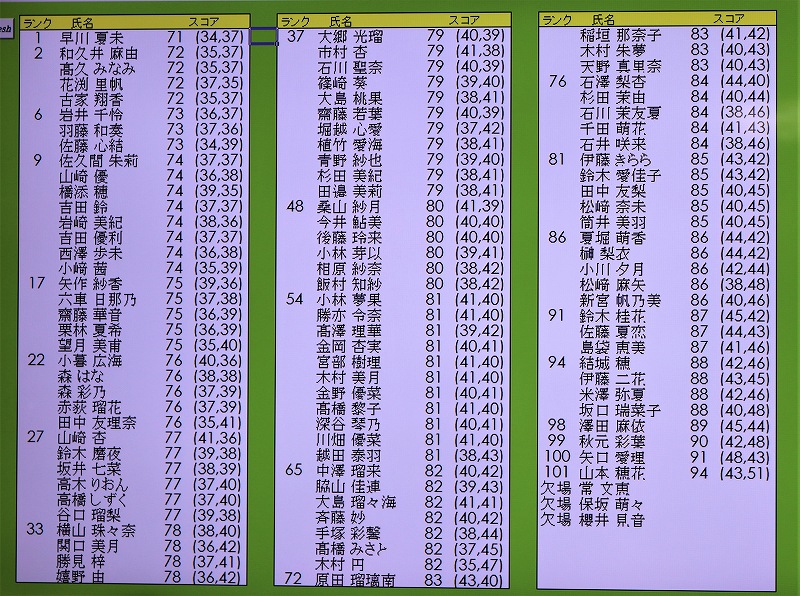 esh
ランク 氏名 スコア
1 早川 夏未 71 (34,37)
2 和久井 麻由 72 (35,37)
髙久 みなみ 72 (35,37)
花渕 里帆 72 (37,35)
古家 翔香 72 (35,37)
6 岩井 千怜 73 (36,37)
羽藤 和奏 73 (37,36)
佐藤 心結 73 (34,39)
9 佐久間 朱莉 74 (37,37)
山崎 優 74 (36,38)
橋添 穂 74 (39,35)
吉田 鈴 74 (37,37)
岩崎 美紀 74 (38,36)
吉田 優利 74 (37,37)
西澤 歩未 74 (36,38)
小﨑 茜 74 (35,39)
17 矢作 紗香 75 (39,36)
六車 日那乃 75 (37,38)
齋藤 華音 75 (36,39)
栗林 夏希 75 (36,39)
望月 美甫 75 (35,40)
22 小暮 広海 76 (40,36)
森 はな 76 (38,38)
森 彩乃 76 (37,39)
赤荻 瑠花 76 (37,39)
田中 友理奈 76 (35,41)
27 山﨑 杏 77 (41,36)
鈴木 磨夜 77 (39,38)
坂井 七菜 77 (38,39)
高木 りおん 77 (37,40)
高橋 しずく 77 (37,40)
谷口 瑠梨 77 (39,38)
33 横山 珠々奈 78 (38,40)
関口 美月 78 (36,42)
勝見 梓 78 (37,41)
嬉野 由 78 (36,42)
ランク 氏名 スコア
37 大郷 光瑠 79 (40,39)
市村 杏 79 (41,38)
石川 聖奈 79 (40,39)
篠崎 葵 79 (39,40)
大島 桃果 79 (38,41)
齋藤 若葉 79 (40,39)
堀越 心愛 79 (37,42)
植竹 愛海 79 (38,41)
青野 紗也 79 (39,40)
杉田 美紀 79 (38,41)
田邉 美莉 79 (38,41)
48 桑山 紗月 80 (41,39)
今井 鮎美 80 (40,40)
後藤 玲来 80 (40,40)
小林 芽以 80 (39,41)
相原 紗奈 80 (38,42)
飯村 知紗 80 (38,42)
54 小林 夢果 81 (41,40)
勝亦 令奈 81 (41,40)
髙澤 理華 81 (39,42)
金岡 杏実 81 (40,41)
宮部 樹理 81 (41,40)
木村 美月 81 (41,40)
金野 優菜 81 (40,41)
髙橋 黎子 81 (41,40)
深谷 琴乃 81 (40,41)
川畑 優菜 81 (41,40)
越田 泰羽 81 (38,43)
65 中澤 瑠来 82 (40,42)
脇山 佳連 82 (39,43)
大島 瑠々海 82 (41,41)
斉藤 妙 82 (40,42)
手塚 彩馨 82 (38,44)
髙橋 みさと 82 (37,45)
木村 円 82 (35,47)
72 原田 瑠璃南 83 (43,40)
ランク 氏名 スコア
稲垣 那奈子 83 (41,42)
木村 朱夢 83 (40,43)
天野 真里奈 83 (40,43)
76 石澤 梨杏 84 (44,40)
杉田 茉由 84 (40,44)
石川 茉友夏 84 (38,46)
千田 萌花 84 (41,43)
石井 咲来 84 (38,46)
81 伊藤 きらら 85 (43,42)
鈴木 愛佳子 85 (43,42)
田中 友梨 85 (40,45)
松﨑 奈未 85 (40,45)
筒井 美羽 85 (40,45)
86 夏堀 萌香 86 (44,42)
榊 梨衣 86 (44,42)
小川 夕月 86 (42,44)
松崎 麻矢 86 (38,48)
新宮 帆乃美 86 (40,46)
91 鈴木 桂花 87 (45,42)
佐藤 夏恋 87 (44,43)
島袋 恵美 87 (41,46)
94 結城 穂 88 (42,46)
伊藤 二花 88 (43,45)
米澤 弥夏 88 (42,46)
坂口 瑞菜子 88 (40,48)
98 澤田 麻依 89 (45,44)
99 秋元 彩葉 90 (42,48)
100 矢口 愛理 91 (48,43)
101 山本 穂花 94 (43,51)
欠場 常 文恵
欠場 保坂 萌々
欠場 櫻井 見音